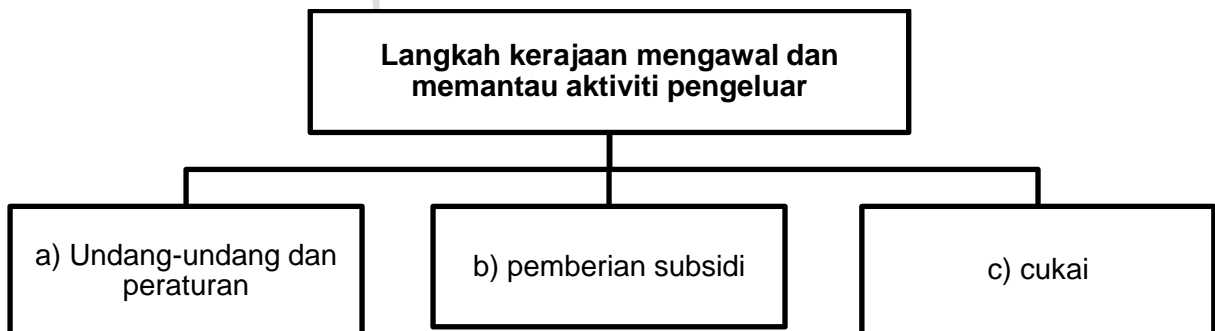 Langkah kerajaan mengawal dan
memantau aktiviti pengeluar
a) Undang-undang dan
peraturan
b) pemberian subsidi
c) cukai